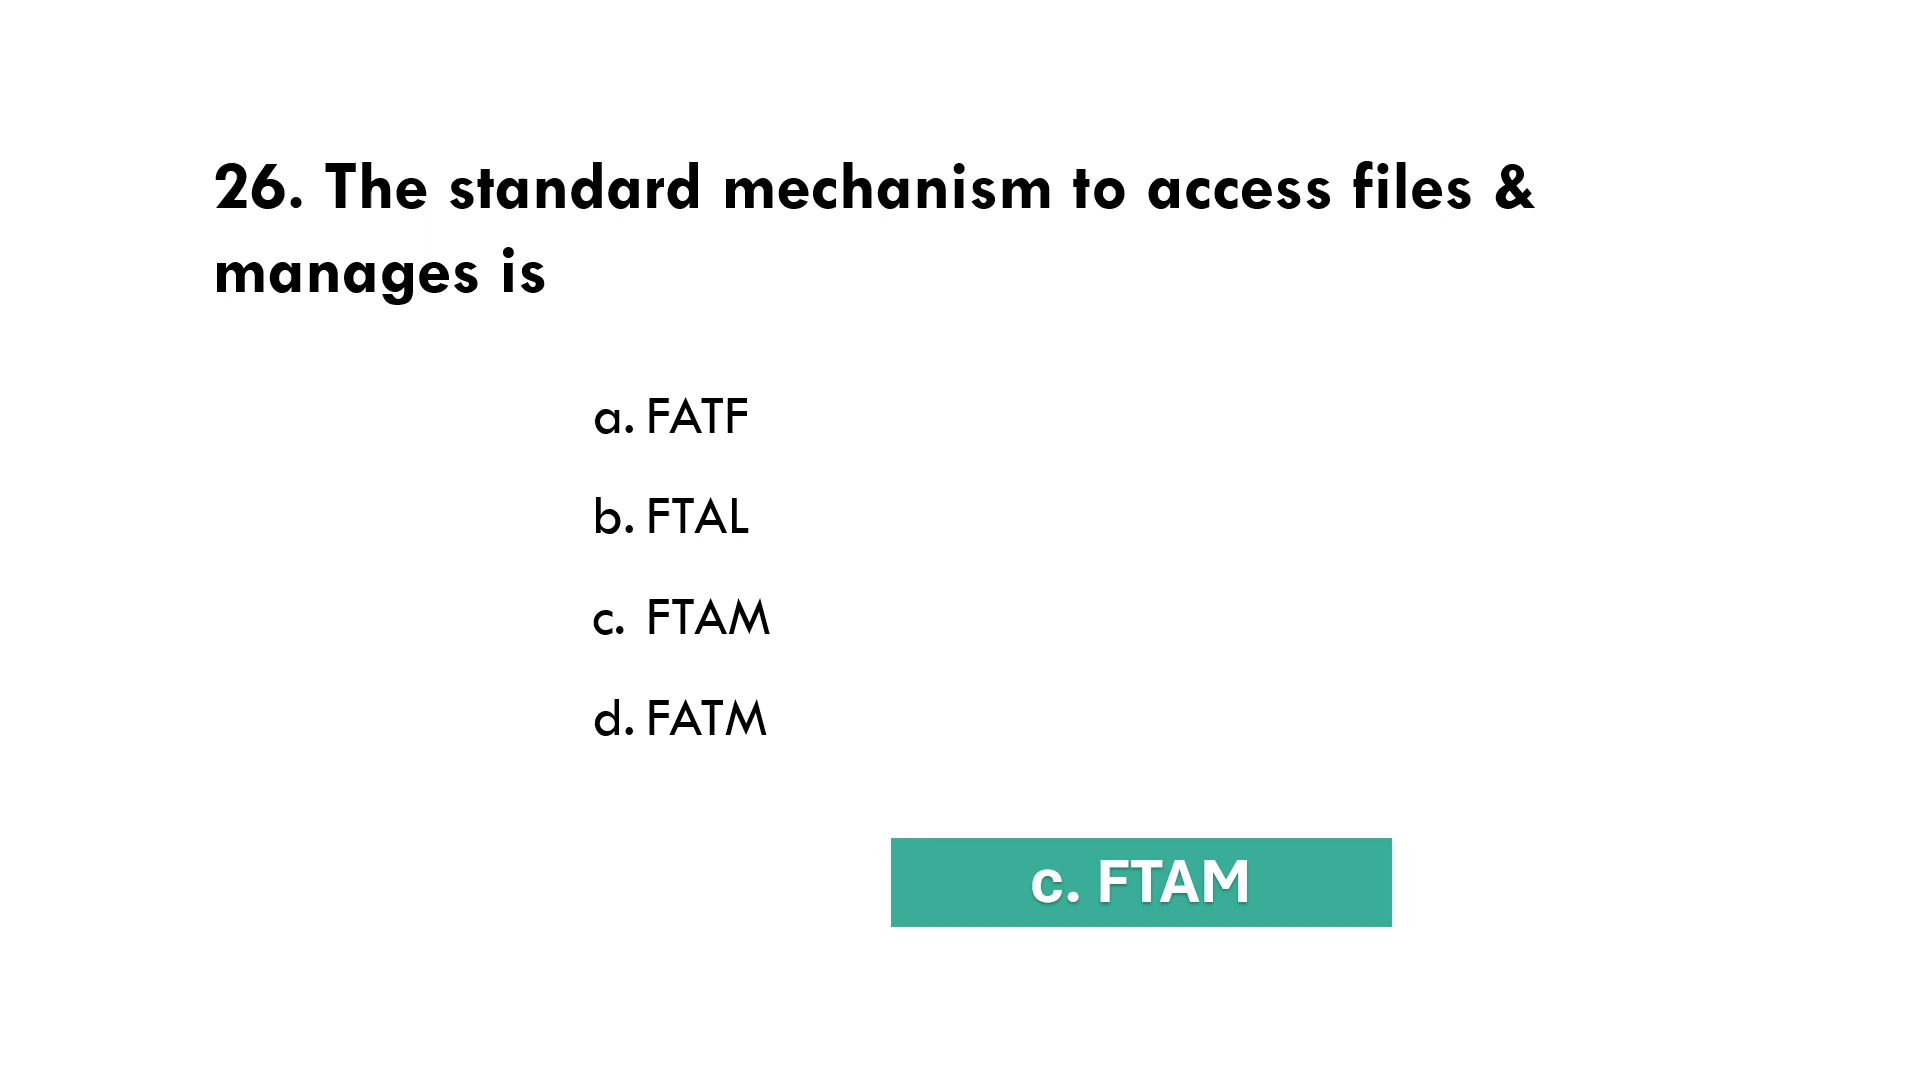 26. The standard mechanism to access files &
manages is
a. FATF
b. FTAL
c. FTAM
d. FATM
c. FTAM